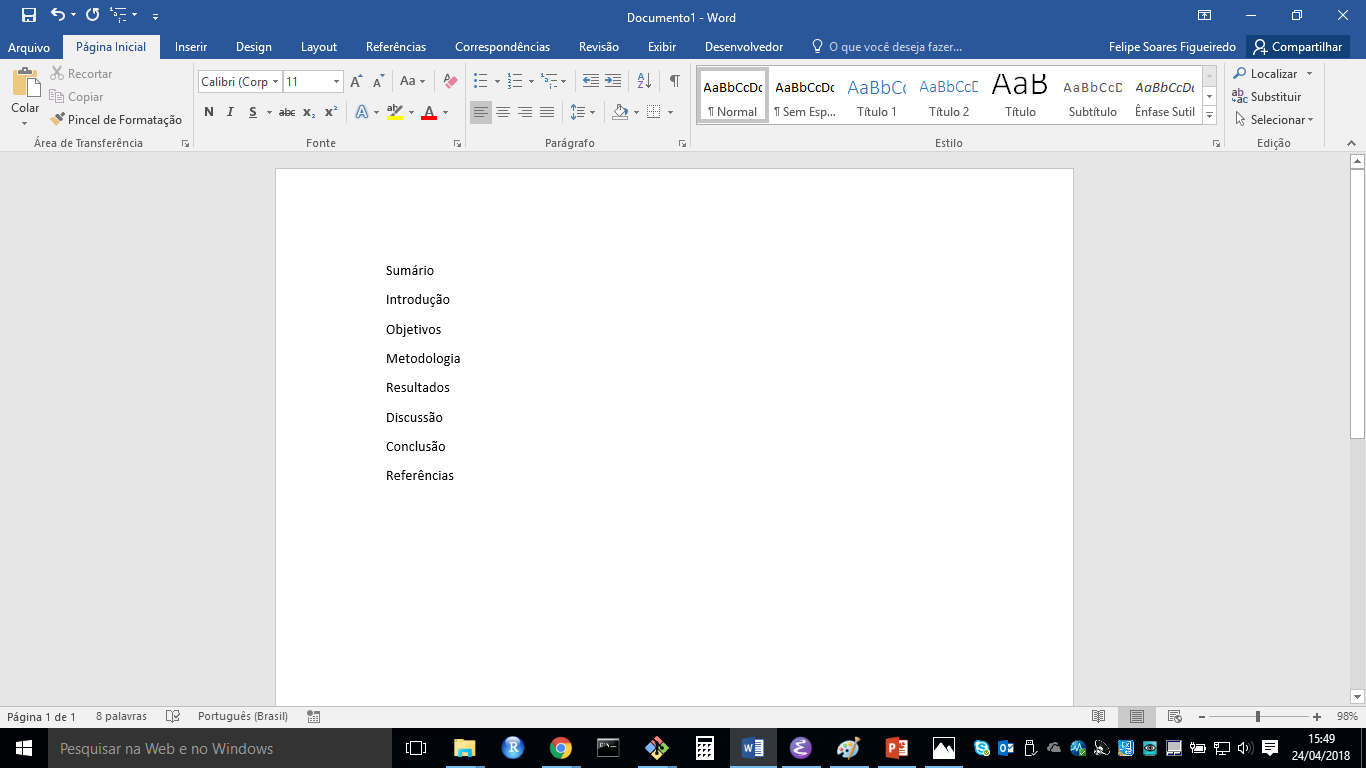 Documento1 - Word
Arquivo Página Inicial Inserir Design Layout Referências Correspondências Revisão Exibir Desenvolvedor O que você deseja fazer... Felipe Soares Figueiredo Compartilhar
Colar
Recortar
Copiar
Pincel de Formatação
Área de Transferência
Calibri (Corp 11 Aa
N I S abc x₂ x² A ab A
Fonte
Parágrafo
AaBbCcDc AaBbCcDc AaBbCc AaBbCcD AaB AaBbCcD AaBbCcDc
¶ Normal ¶ Sem Esp... Título 1 Título 2 Título Subtítulo Ênfase Sutil
Estilo
Localizar
Substituir
Selecionar
Edição
Sumário
Introdução
Objetivos
Metodologia
Resultados
Discussão
Conclusão
Referências
Página 1 de 1 8 palavras Português (Brasil) 98%
Pesquisar na Web e no Windows
15:49
24/04/2018